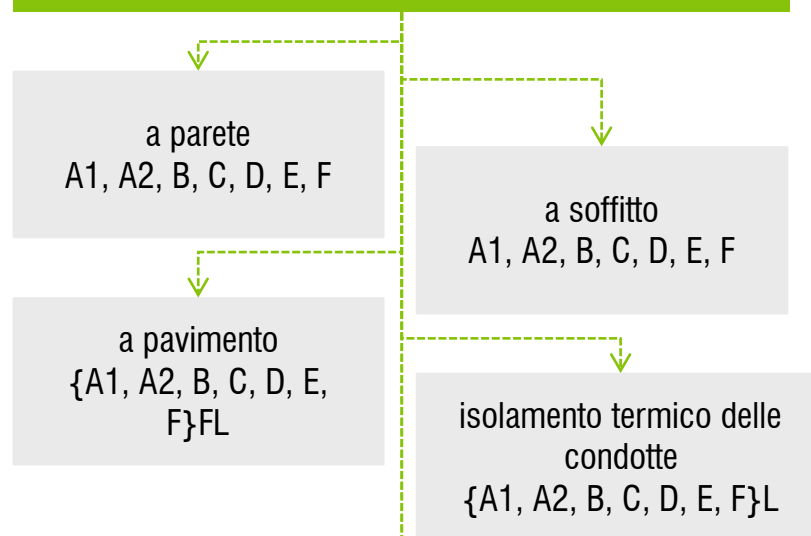 a parete
A1, A2, B, C, D, E, F
a soffitto
A1, A2, B, C, D, E, F
a pavimento
{A1, A2, B, C, D, E,
F}FL
isolamento termico delle
condotte
{A1, A2, B, C, D, E, F}L